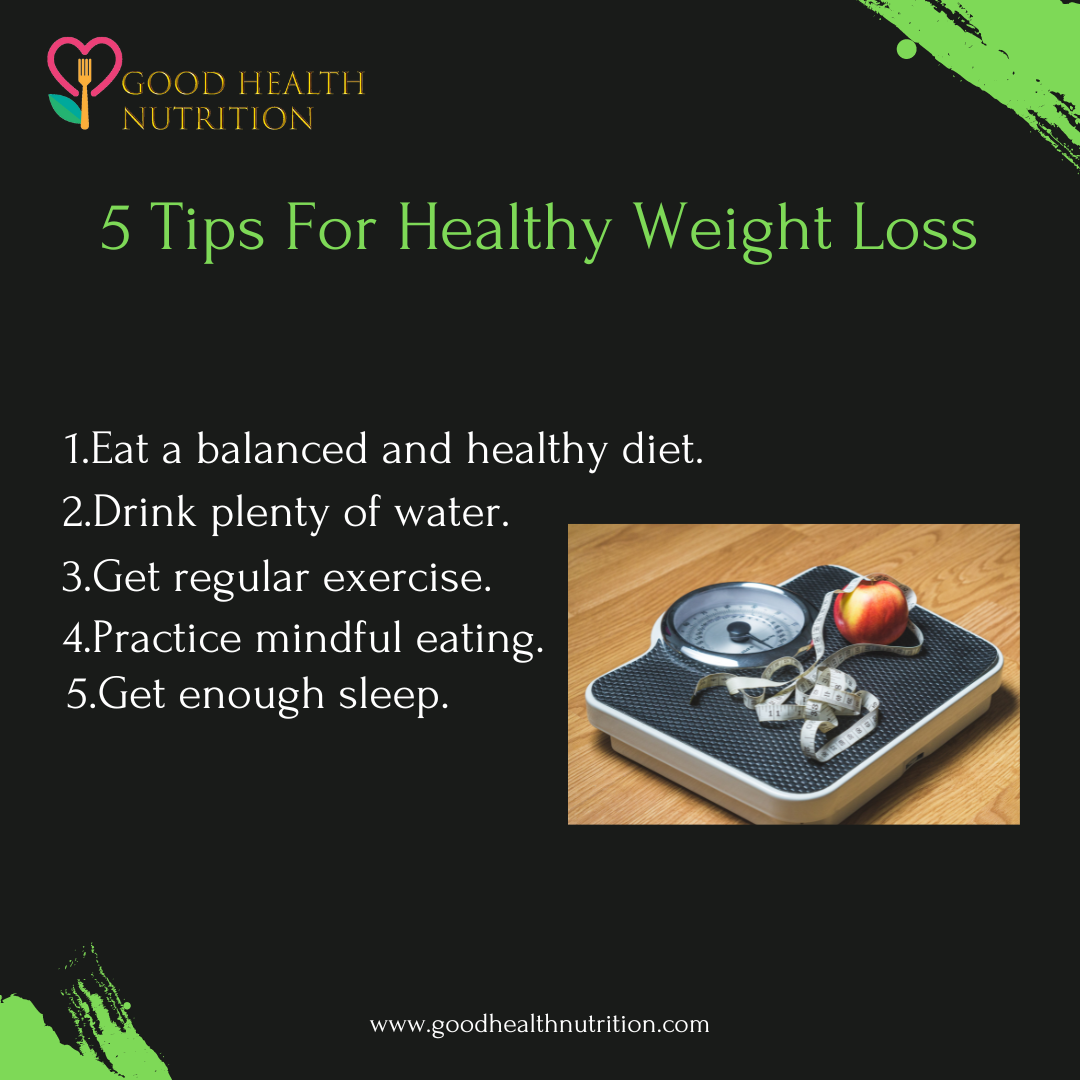 GOOD HEALTH
NUTRITION
5 Tips For Healthy Weight Loss
1.Eat a balanced and healthy diet.
2.Drink plenty of water.
3.Get regular exercise.
4.Practice mindful eating.
5.Get enough sleep.
www.goodhealthnutrition.com